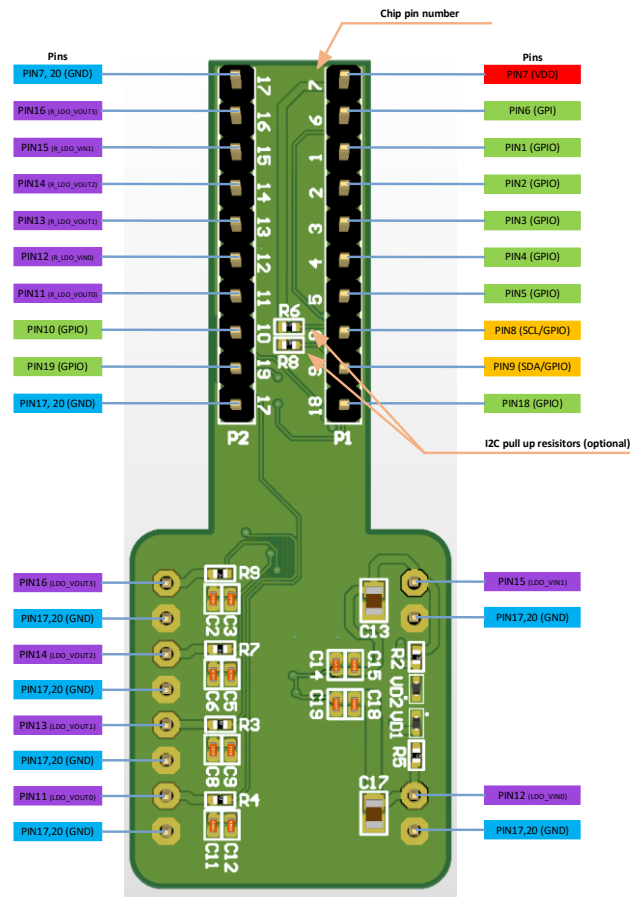 Chip pin number
Pins
Pins
PIN7, 20 (GND)
17
7
PIN7 (VDD)
PIN16 (R_LDO_VOUT3)
16
6
PIN6 (GPI)
PIN15 (R_LDO_VIN1)
15
1
PIN1 (GPIO)
PIN14 (R_LDO_VOUT2)
14
2
PIN2 (GPIO)
PIN13 (R_LDO_VOUT1)
13
3
PIN3 (GPIO)
PIN12 (R_LDO_VIN0)
12
4
PIN4 (GPIO)
PIN11 (R_LDO_VOUT0)
11
5
PIN5 (GPIO)
R6
PIN10 (GPIO)
10
8
PIN8 (SCL/GPIO)
R8
PIN19 (GPIO)
19
9
PIN9 (SDA/GPIO)
PIN17, 20 (GND)
17
18
PIN18 (GPIO)
P2
P1
I2C pull up resisitors (optional)
PIN16 (LDO_VOUT3)
R9
PIN15 (LDO_VIN1)
C2
C3
PIN17,20 (GND)
C13
PIN17,20 (GND)
PIN14 (LDO_VOUT2)
R7
C14
C15
R2
PIN17,20 (GND)
C6
C5
VD2
C19
C18
PIN13 (LDO_VOUT1)
R3
VD1
PIN17,20 (GND)
C8
C9
R5
C17
PIN11 (LDO_VOUT0)
R4
PIN12 (LDO_VIN0)
PIN17,20 (GND)
C11
C12
PIN17,20 (GND)